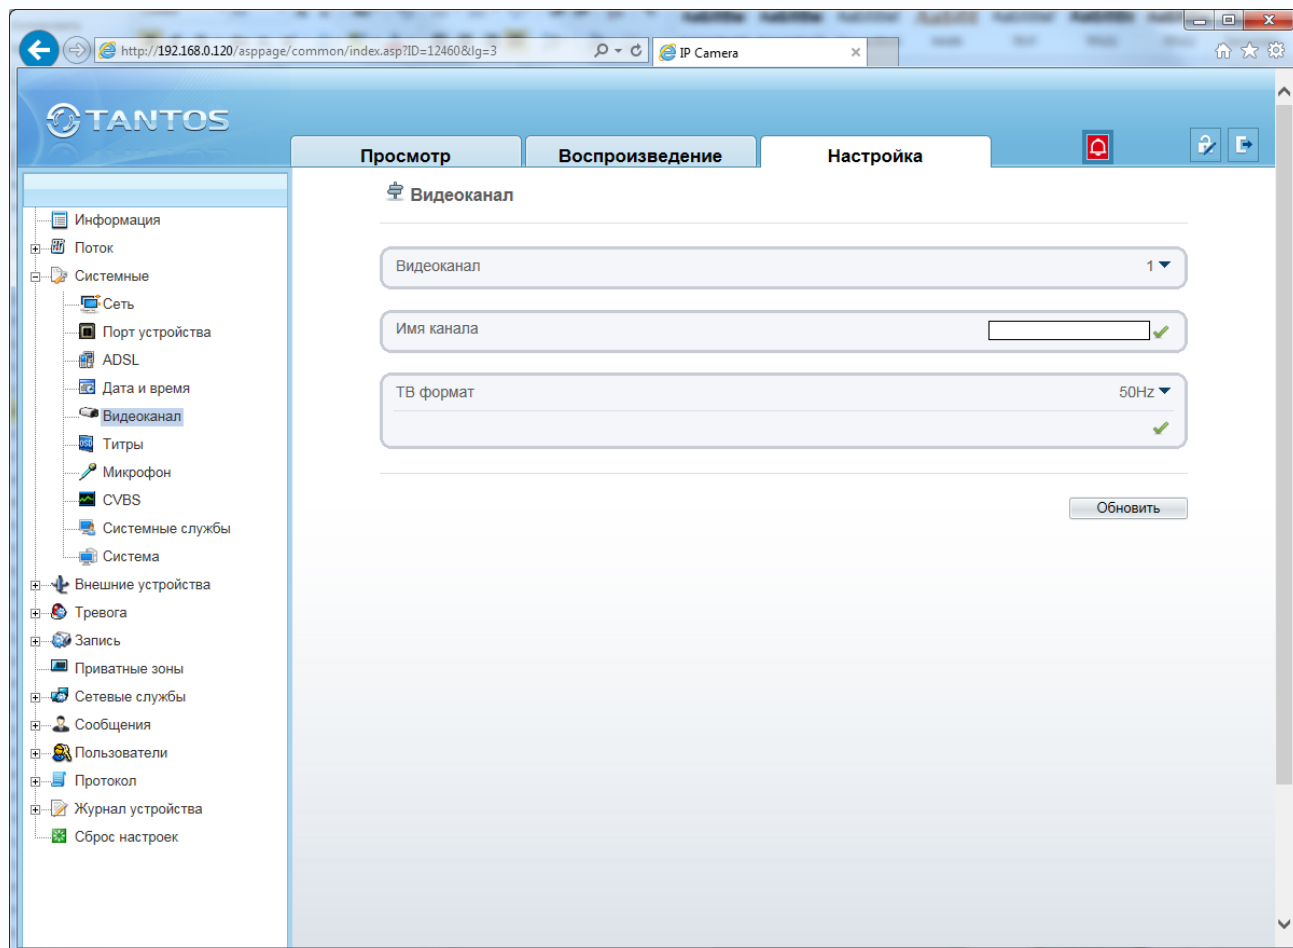 http://192.168.0.120/asppage/common/index.asp?ID=12460&lg=3
IP Camera
TANTOS
Просмотр
Воспроизведение
Настройка
Видеоканал
Информация
Поток
Системные
Сеть
Порт устройства
ADSL
Дата и время
Видеоканал
Титры
Микрофон
CVBS
Системные службы
Система
Внешние устройства
Тревога
Запись
Приватные зоны
Сетевые службы
Сообщения
Пользователи
Протокол
Журнал устройства
Сброс настроек
Видеоканал 1
Имя канала
ТВ формат 50Hz
Обновить